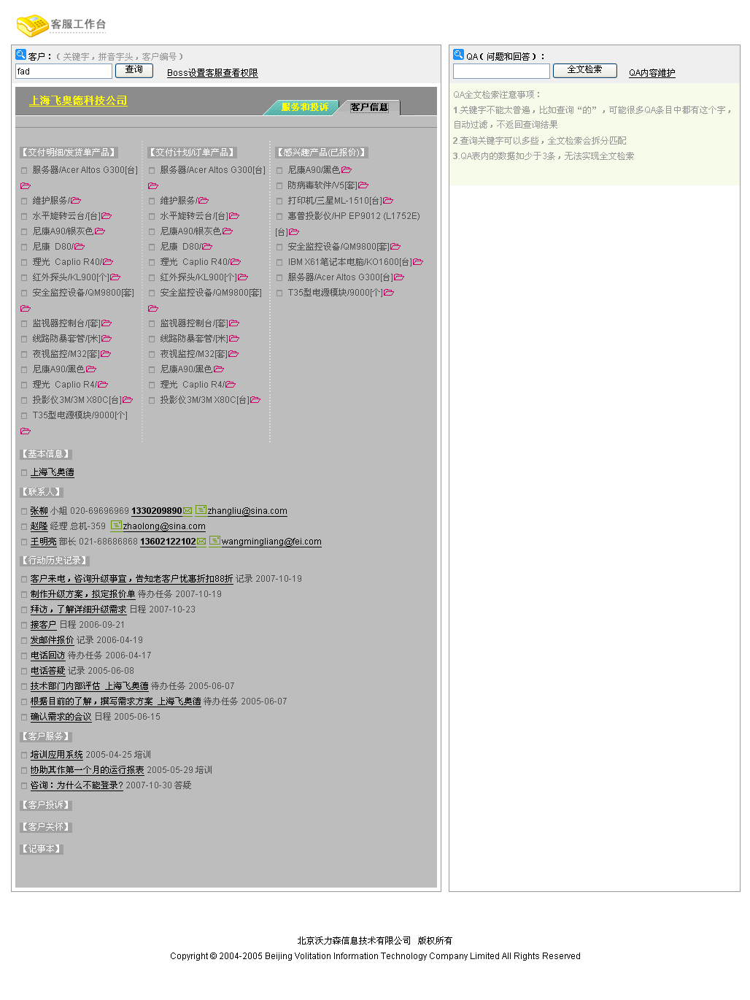 客服工作台
客户：（关键字，拼音字头，客户编号）
fad 查询 Boss设置客服查看权限
上海飞奥德科技公司 服务和投诉 客户信息
【交付明细/发货单产品】
服务器/Acer Altos G300[台]
维护服务/
水平旋转云台/[台]
尼康A90/银灰色
尼康 D80/
理光 Caplio R40/
红外探头/KL900[个]
安全监控设备/QM9800[套]
监视器控制台/[套]
线路防暴套管/[米]
夜视监控/M32[套]
尼康A90/黑色
理光 Caplio R4/
投影仪3M/3M X80C[台]
T35型电源模块/9000[个]
【交付计划/订单产品】
服务器/Acer Altos G300[台]
维护服务/
水平旋转云台/[台]
尼康A90/银灰色
尼康 D80/
理光 Caplio R40/
红外探头/KL900[个]
安全监控设备/QM9800[套]
监视器控制台/[套]
线路防暴套管/[米]
夜视监控/M32[套]
尼康A90/黑色
理光 Caplio R4/
投影仪3M/3M X80C[台]
【感兴趣产品(已报价)】
尼康A90/黑色
防病毒软件/V5[套]
打印机/三星ML-1510[台]
惠普投影仪/HP EP9012 (L1752E)
[台]
安全监控设备/QM9800[套]
IBM X61笔记本电脑/KO1600[台]
服务器/Acer Altos G300[台]
T35型电源模块/9000[个]
【基本信息】
上海飞奥德
【联系人】
张柳 小姐 020-69696969 1330209890 zhangliu@sina.com
赵隆 经理 总机-359 zhaolong@sina.com
王明亮 部长 021-68686868 13602122102 wangmingliang@fei.com
【行动历史记录】
客户来电，咨询升级事宜，告知老客户优惠折扣88折 记录 2007-10-19
制作升级方案，拟定报价单 待办任务 2007-10-19
拜访，了解详细升级需求 日程 2007-10-23
接客户 日程 2006-09-21
发邮件报价 记录 2006-04-19
电话回访 待办任务 2006-04-17
电话答疑 记录 2005-06-08
技术部门内部评估 上海飞奥德 待办任务 2005-06-07
根据目前的了解，撰写需求方案 上海飞奥德 待办任务 2005-06-07
确认需求的会议 日程 2005-06-15
【客户服务】
培训应用系统 2005-04-25 培训
协助其作第一个月的运行报表 2005-05-29 培训
咨询：为什么不能登录? 2007-10-30 答疑
【客户投诉】
【客户关怀】
【记事本】
QA（问题和回答）：
全文检索 QA内容维护
QA全文检索注意事项：
1.关键字不能太普遍，比如查询“的”，可能很多QA条目中都有这个字，
自动过滤，不返回查询结果
2.查询关键字可以多些，全文检索会拆分匹配
3.QA表内的数据如少于3条，无法实现全文检索
北京沃力森信息技术有限公司 版权所有
Copyright © 2004-2005 Beijing Volitation Information Technology Company Limited All Rights Reserved